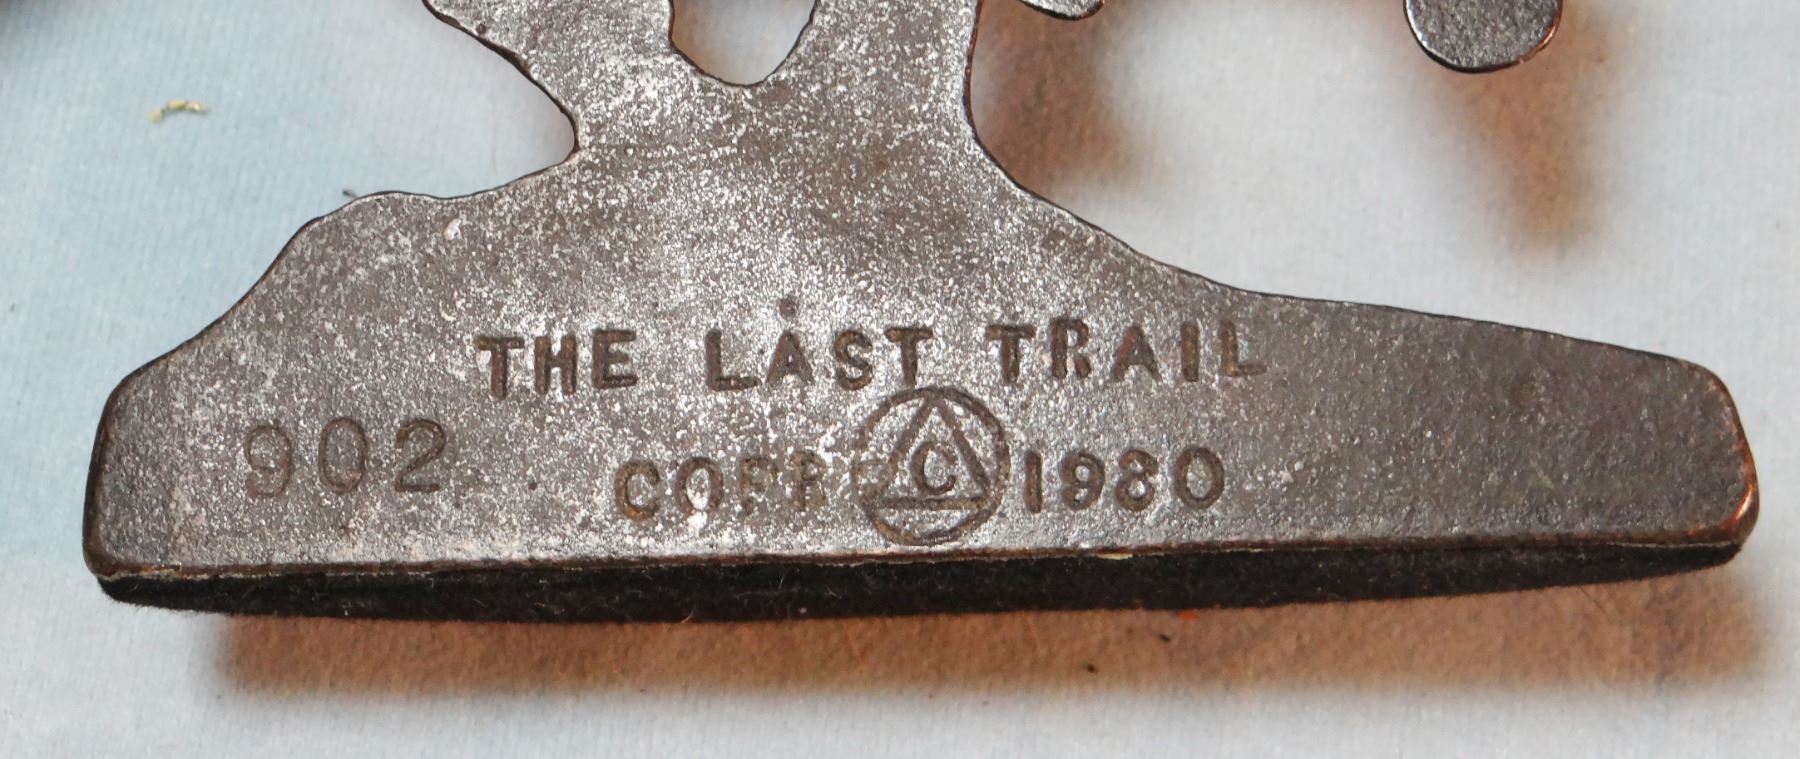 THE LAST TRAIL
902
COPR C 1980